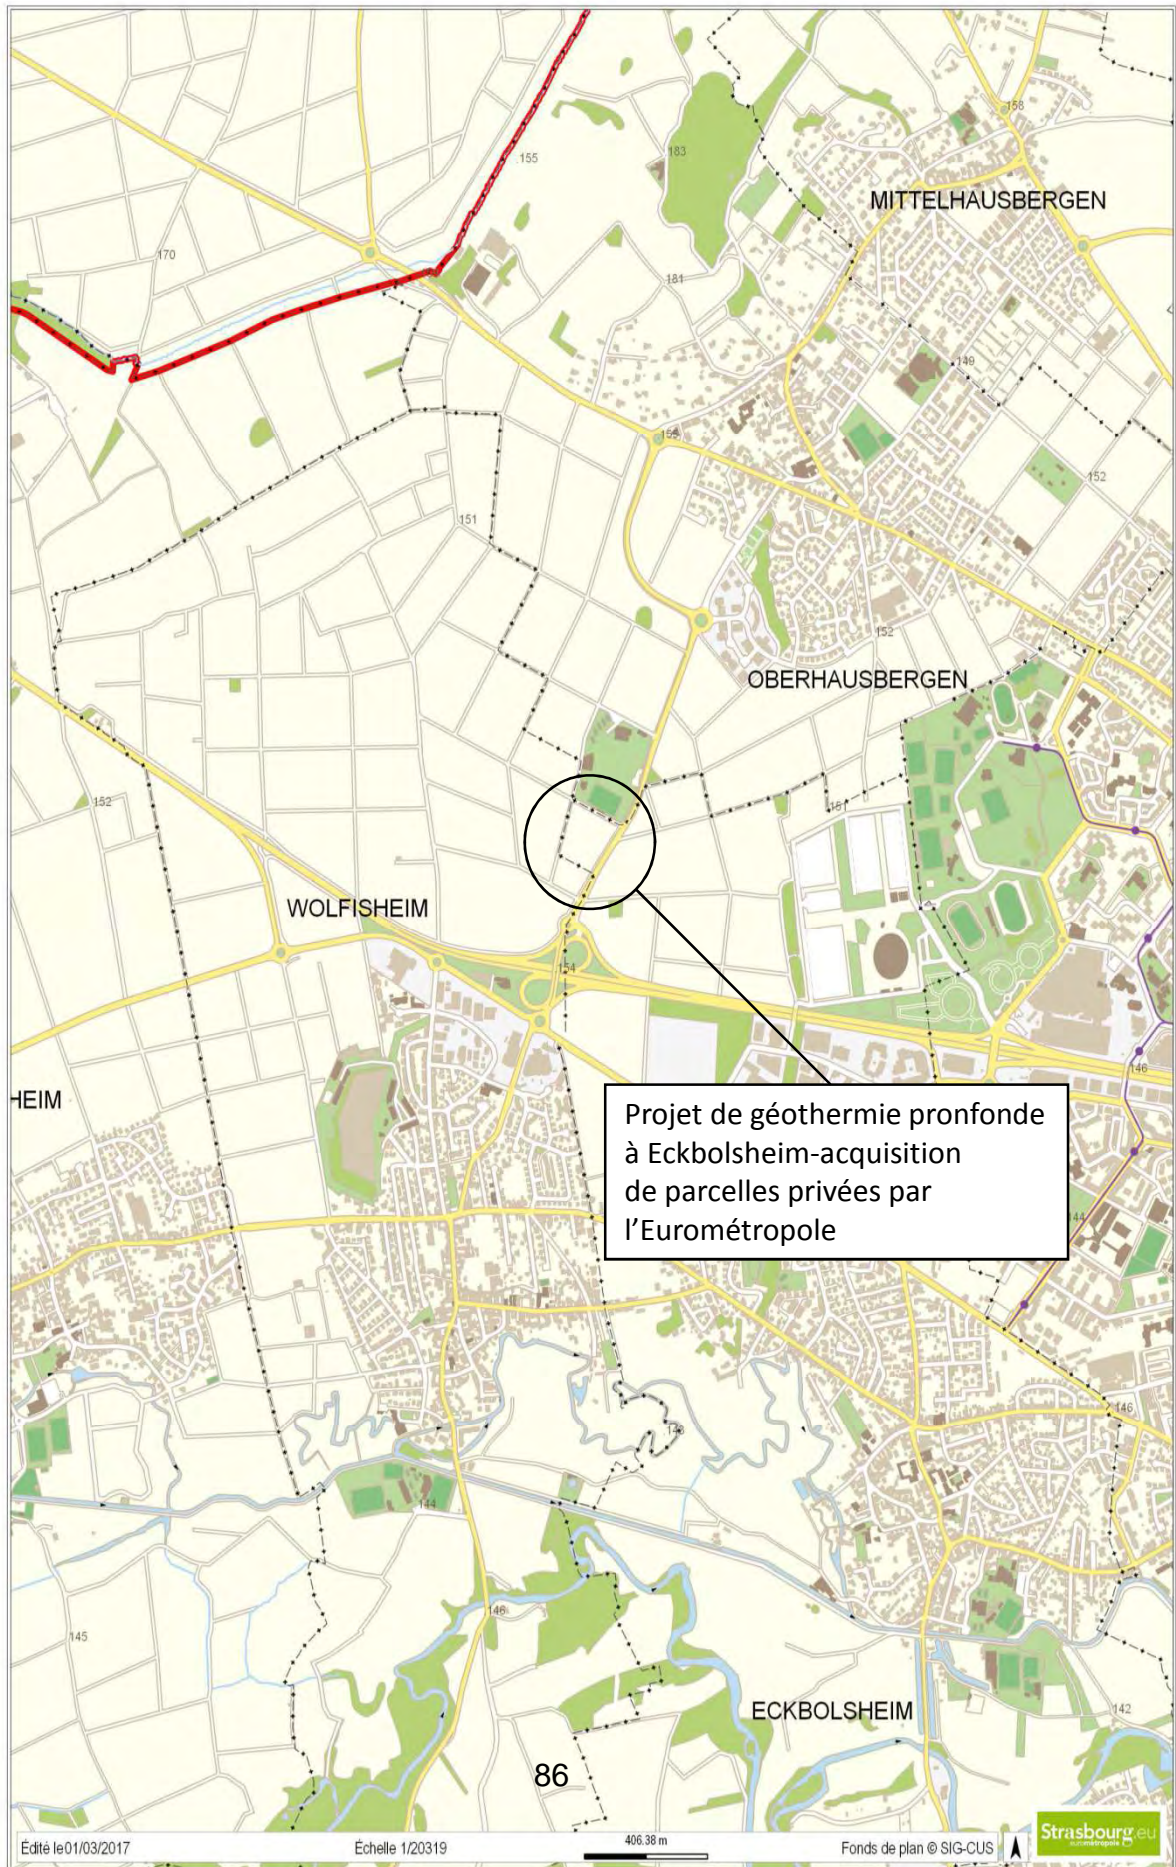 158
155
183
MITTELHAUSBERGEN
170
181
149
155
152
151
152
OBERHAUSBERGEN
152
151
WOLFISHEIM
154
146
HEIM
Projet de géothermie pronfonde
à Eckbolsheim-acquisition
de parcelles privées par
l'Eurométropole
144
146
143
144
146
145
ECKBOLSHEIM
142
86
Édité le01/03/2017
Échelle 1/20319
406.38 m
Fonds de plan © SIG-CUS
Strasbourg.eu
eurométropole